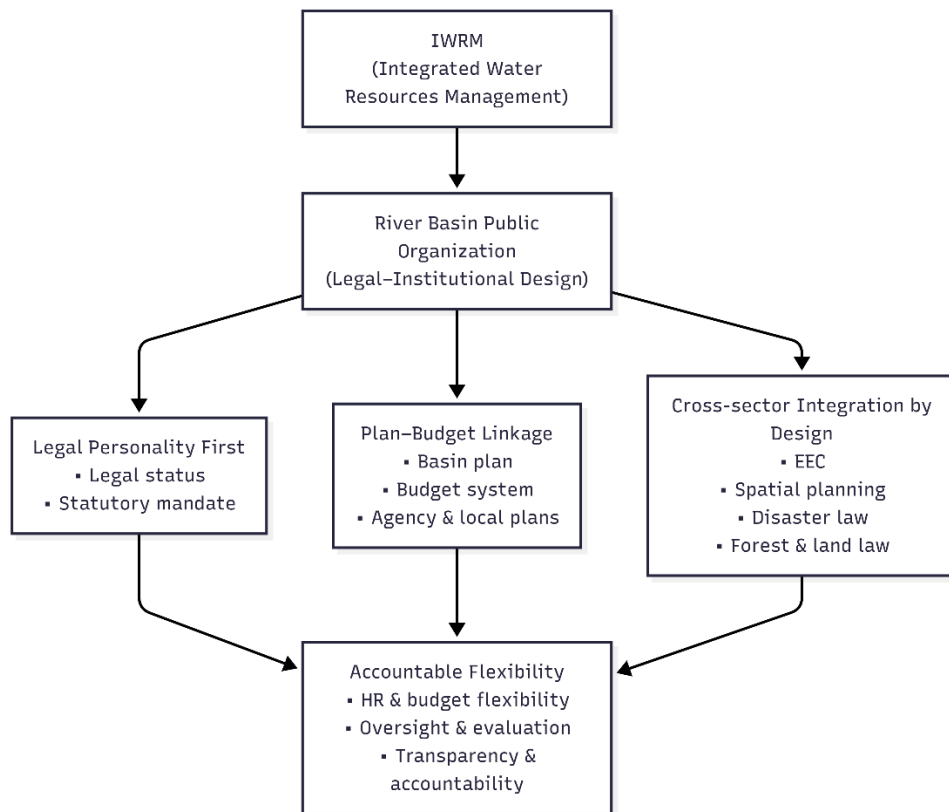 IWRM
(Integrated Water
Resources Management)
River Basin Public
Organization
(Legal–Institutional Design)
Legal Personality First
▪ Legal status
▪ Statutory mandate
Plan–Budget Linkage
▪ Basin plan
▪ Budget system
▪ Agency & local plans
Cross-sector Integration by
Design
▪ EEC
▪ Spatial planning
▪ Disaster law
▪ Forest & land law
Accountable Flexibility
▪ HR & budget flexibility
▪ Oversight & evaluation
▪ Transparency &
accountability